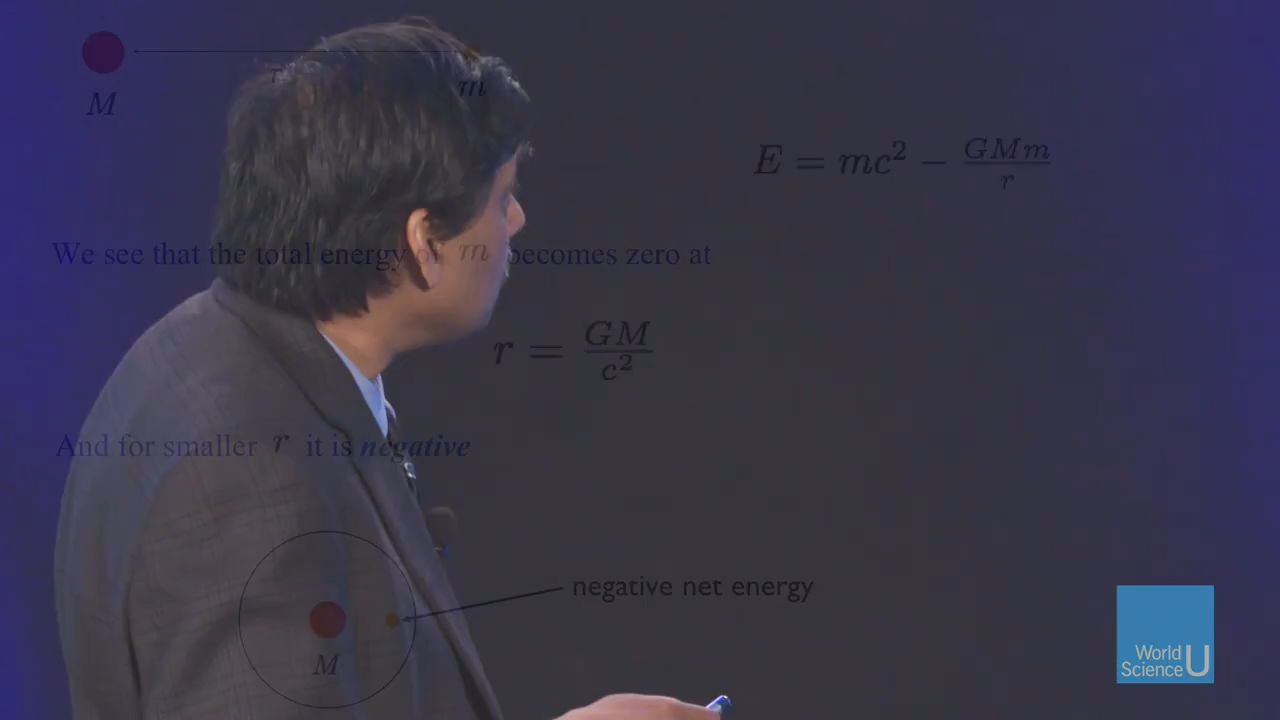 r
m
M
E = mc² − GMm/r
We see that the total energy of m becomes zero at
r = GM/c²
And for smaller r it is negative
negative net energy
M
World
Science U